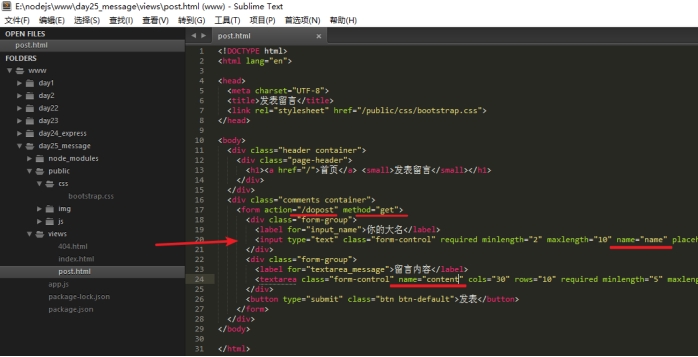 E:\nodejs\www\day25_message\views\post.html (www) - Sublime Text
文件(F) 编辑(E) 选择(S) 查找(I) 查看(V) 转到(G) 工具(T) 项目(P) 首选项(N) 帮助(H)
OPEN FILES
post.html
FOLDERS
www
day1
day2
day22
day23
day24_express
day25_message
node_modules
public
css
bootstrap.css
img
js
views
404.html
index.html
post.html
app.js
package-lock.json
package.json
post.html ×
1 <!DOCTYPE html>
2 <html lang="en">
3
4 <head>
5 <meta charset="UTF-8">
6 <title>发表留言</title>
7 <link rel="stylesheet" href="/public/css/bootstrap.css">
8 </head>
9
10 <body>
11 <div class="header container">
12 <div class="page-header">
13 <h1><a href="/">首页</a> <small>发表留言</small></h1>
14 </div>
15 </div>
16 <div class="comments container">
17 <form action="/dopost" method="get">
18 <div class="form-group">
19 <label for="input_name">你的大名</label>
20 <input type="text" class="form-control" required minlength="2" maxlength="10" name="name" placeh
21 </div>
22 <div class="form-group">
23 <label for="textarea_message">留言内容</label>
24 <textarea class="form-control" name="content" cols="30" rows="10" required minlength="5" maxleng
25 </div>
26 <button type="submit" class="btn btn-default">发表</button>
27 </form>
28 </div>
29 </body>
30
31 </html>